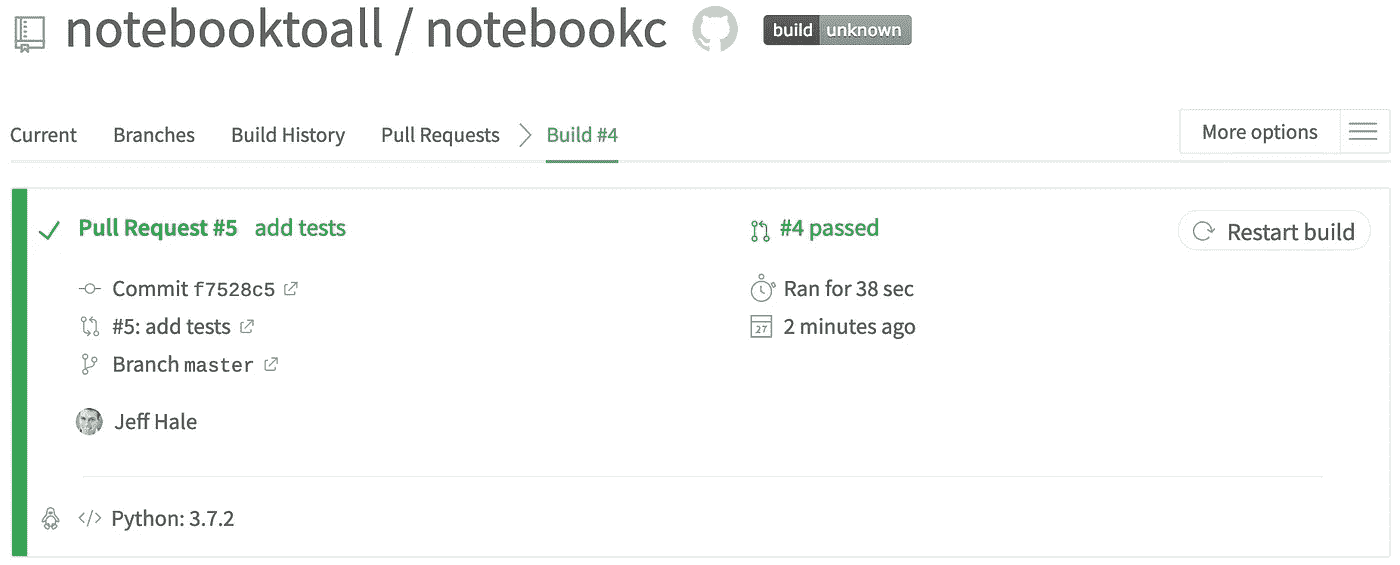 notebooktoall / notebookc build unknown
Current Branches Build History Pull Requests Build #4 More options
Pull Request #5 add tests #4 passed Restart build
Commit f7528c5 Ran for 38 sec
#5: add tests 27 2 minutes ago
Branch master
Jeff Hale
</> Python: 3.7.2